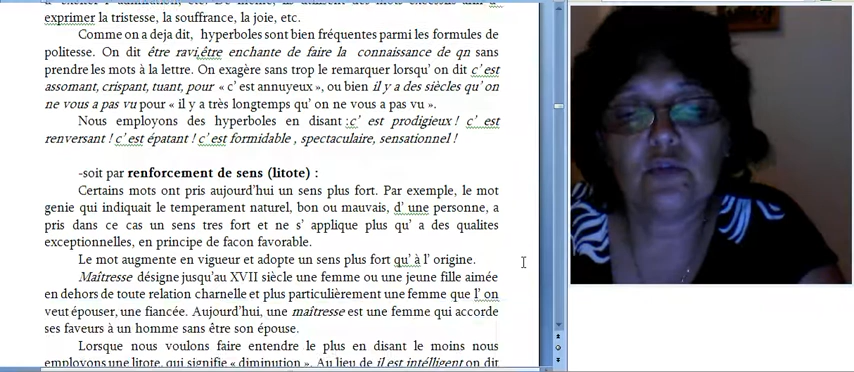 exprimer la tristesse, la souffrance, la joie, etc.
Comme on a deja dit, hyperboles sont bien fréquentes parmi les formules de
politesse. On dit être ravi,être enchante de faire la connaissance de qn sans
prendre les mots à la lettre. On exagère sans trop le remarquer lorsqu' on dit c' est
assomant, crispant, tuant, pour « c' est annuyeux », ou bien il y a des siècles qu' on
ne vous a pas vu pour « il y a très longtemps qu' on ne vous a pas vu ».
Nous employons des hyperboles en disant :c' est prodigieux ! c' est
renversant ! c' est épatant ! c' est formidable , spectaculaire, sensationnel !
-soit par renforcement de sens (litote) :
Certains mots ont pris aujourd'hui un sens plus fort. Par exemple, le mot
genie qui indiquait le temperament naturel, bon ou mauvais, d' une personne, a
pris dans ce cas un sens tres fort et ne s' applique plus qu' a des qualites
exceptionnelles, en principe de facon favorable.
Le mot augmente en vigueur et adopte un sens plus fort qu' à l' origine.
Maîtresse désigne jusqu'au XVII siècle une femme ou une jeune fille aimée
en dehors de toute relation charnelle et plus particulièrement une femme que l' on
veut épouser, une fiancée. Aujourd'hui, une maîtresse est une femme qui accorde
ses faveurs à un homme sans être son épouse.
Lorsque nous voulons faire entendre le plus en disant le moins nous
employons une litote, qui signifie « diminution ». Au lieu de il est intélligent on dit